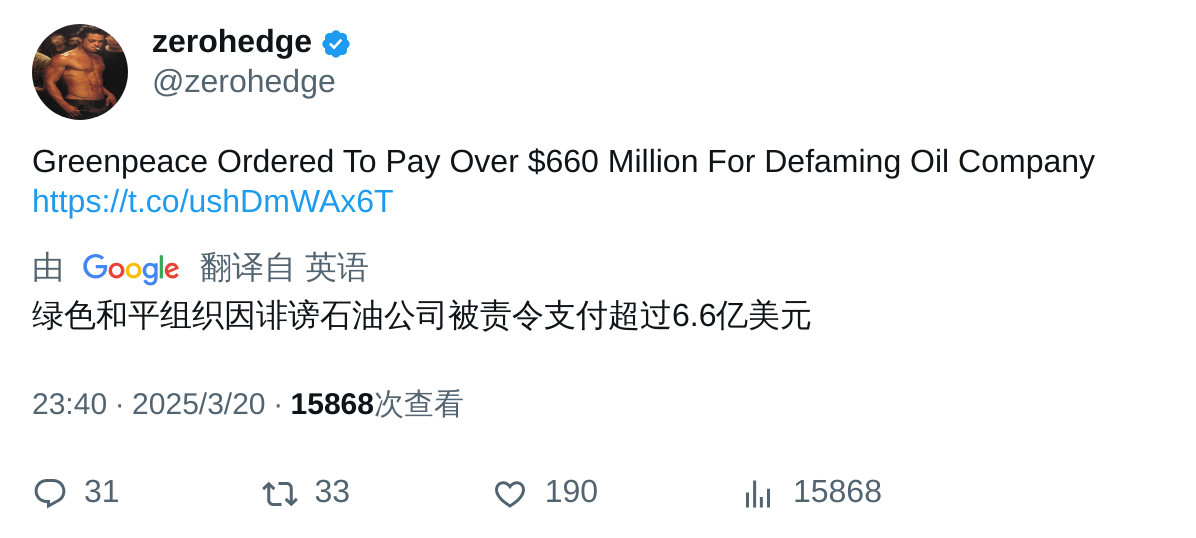 zerohedge
@zerohedge
Greenpeace Ordered To Pay Over $660 Million For Defaming Oil Company
https://t.co/ushDmWAx6T
由 Google 翻译自 英语
绿色和平组织因诽谤石油公司被责令支付超过6.6亿美元
23:40 · 2025/3/20 · 15868次查看
31 33 190 15868